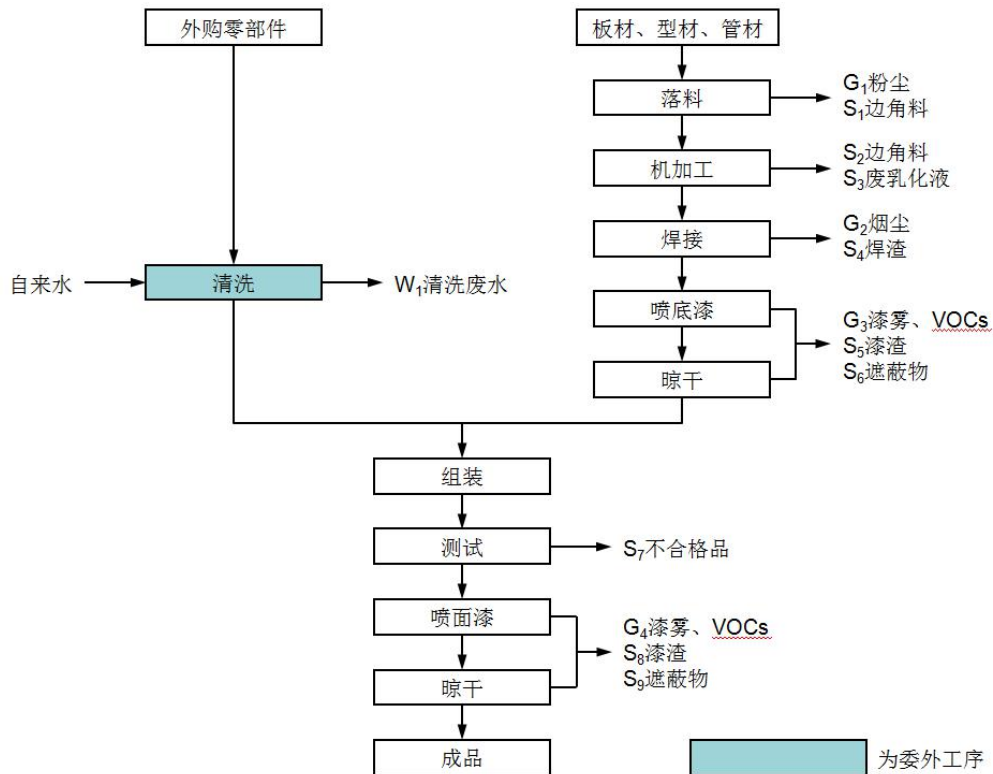 外购零部件
板材、型材、管材
落料
G₁粉尘
S₁边角料
机加工
S₂边角料
S₃废乳化液
焊接
G₂烟尘
S₄焊渣
自来水
清洗
W₁清洗废水
喷底漆
晾干
G₃漆雾、VOCs
S₅漆渣
S₆遮蔽物
组装
测试
S₇不合格品
喷面漆
晾干
G₄漆雾、VOCs
S₈漆渣
S₉遮蔽物
成品
为委外工序